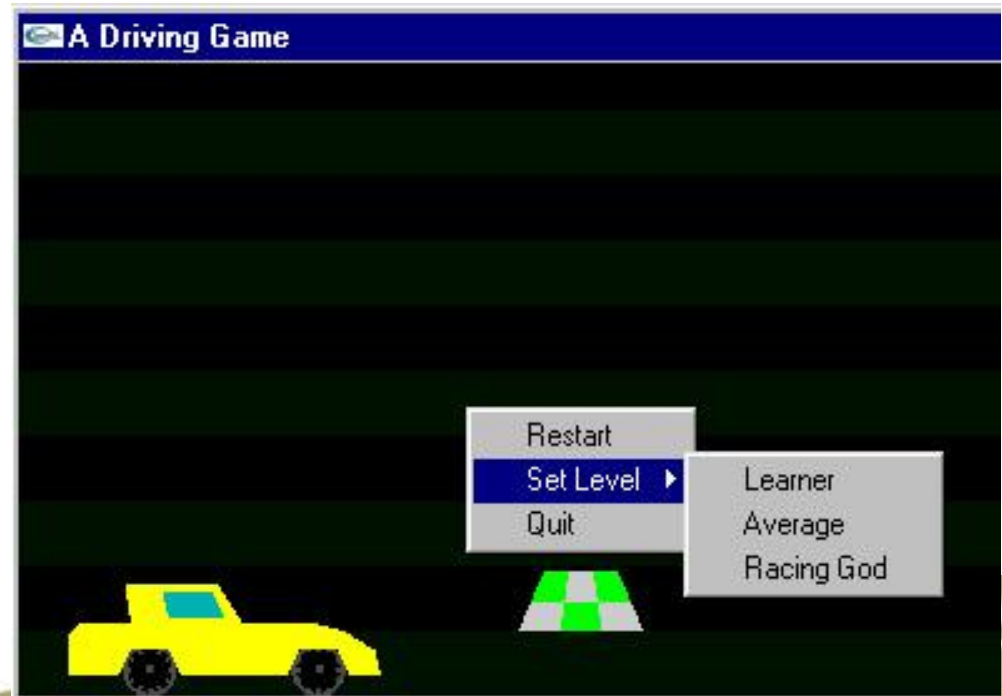 A Driving Game
Restart
Set Level
Quit
Learner
Average
Racing God